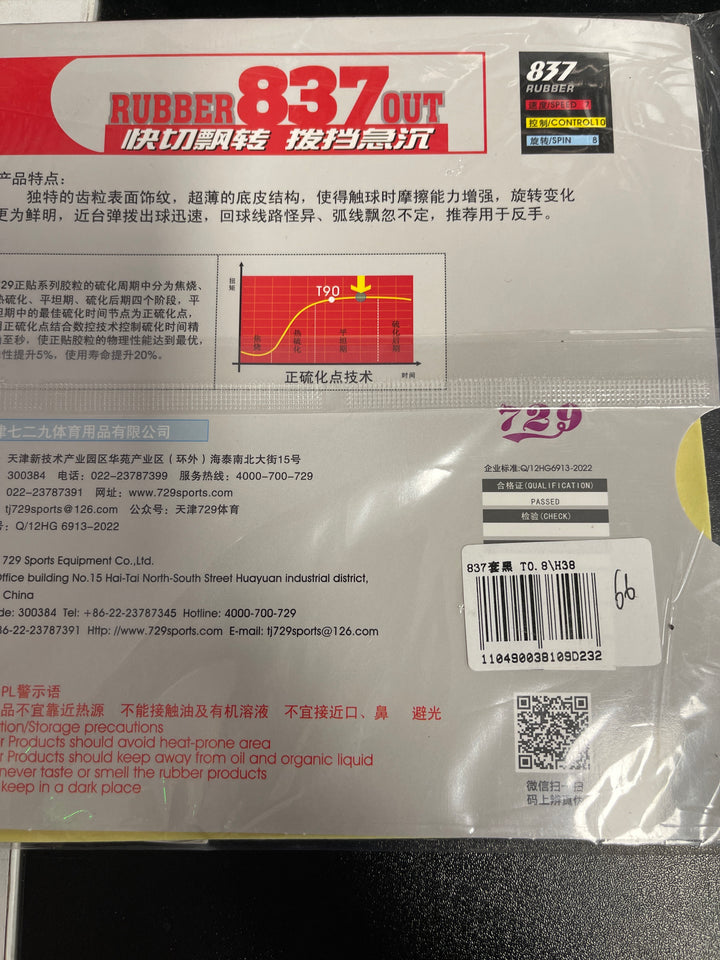 RUBBER 837 OUT
快切飘转 拨挡急沉
837
RUBBER
速度/SPEED 7
控制/CONTROL10
旋转/SPIN 8
产品特点：
独特的齿粒表面饰纹，超薄的底皮结构，使得触球时摩擦能力增强，旋转变化
更为鲜明，近台弹拨出球迅速，回球线路怪异、弧线飘忽不定，推荐用于反手。
29正贴系列胶粒的硫化周期中分为焦烧、
热硫化、平坦期、硫化后期四个阶段，平
坦期中的最佳硫化时间节点为正硫化点，
用正硫化点结合数控技术控制硫化时间精
至秒，使正贴胶粒的物理性能达到最优，
性提升5%，使用寿命提升20%。
扭矩
T90
焦烧
热硫化
平坦期
硫化后期
正硫化点技术
时间
津七二九体育用品有限公司
天津新技术产业园区华苑产业区（环外）海泰南北大街15号
300384 电话：022-23787399 服务热线：4000-700-729
022-23787391 网址：www.729sports.com
tj729sports@126.com 公众号：天津729体育
号：Q/12HG 6913-2022
729 Sports Equipment Co.,Ltd.
Office building No.15 Hai-Tai North-South Street Huayuan industrial district,
China
de: 300384 Tel: +86-22-23787345 Hotline: 4000-700-729
86-22-23787391 Http: //www.729sports.com E-mail: tj729sports@126.com
729
企业标准:Q/12HG6913-2022
合格证(QUALIFICATION)
PASSED
检验(CHECK)
837套黑 T0.8\H38
110490038109D232
66
PL警示语
品不宜靠近热源 不能接触油及有机溶液 不宜接近口、鼻 避光
tion/Storage precautions
r Products should avoid heat-prone area
r Products should keep away from oil and organic liquid
never taste or smell the rubber products
keep in a dark place
微信扫一扫
码上辨真伪